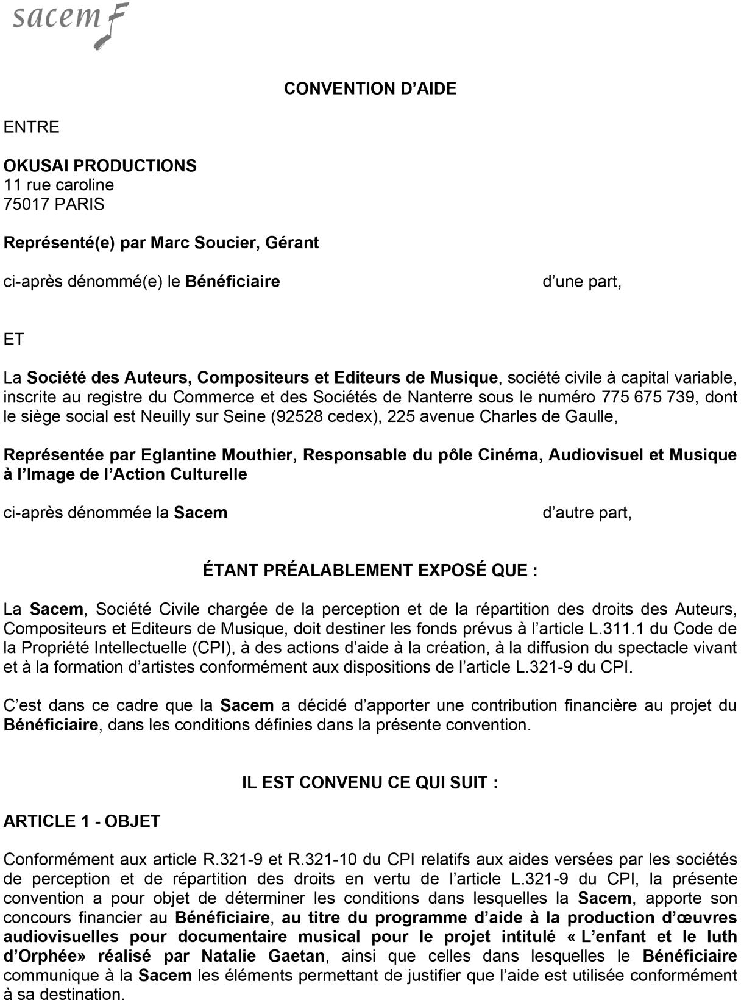 sacem
CONVENTION D’AIDE
ENTRE
OKUSAI PRODUCTIONS
11 rue caroline
75017 PARIS
Représenté(e) par Marc Soucier, Gérant
ci-après dénommé(e) le Bénéficiaire d’une part,
ET
La Société des Auteurs, Compositeurs et Editeurs de Musique, société civile à capital variable,
inscrite au registre du Commerce et des Sociétés de Nanterre sous le numéro 775 675 739, dont
le siège social est Neuilly sur Seine (92528 cedex), 225 avenue Charles de Gaulle,
Représentée par Eglantine Mouthier, Responsable du pôle Cinéma, Audiovisuel et Musique
à l’Image de l’Action Culturelle
ci-après dénommée la Sacem d’autre part,
ÉTANT PRÉALABLEMENT EXPOSÉ QUE :
La Sacem, Société Civile chargée de la perception et de la répartition des droits des Auteurs,
Compositeurs et Editeurs de Musique, doit destiner les fonds prévus à l’article L.311.1 du Code de
la Propriété Intellectuelle (CPI), à des actions d’aide à la création, à la diffusion du spectacle vivant
et à la formation d’artistes conformément aux dispositions de l’article L.321-9 du CPI.
C’est dans ce cadre que la Sacem a décidé d’apporter une contribution financière au projet du
Bénéficiaire, dans les conditions définies dans la présente convention.
IL EST CONVENU CE QUI SUIT :
ARTICLE 1 - OBJET
Conformément aux article R.321-9 et R.321-10 du CPI relatifs aux aides versées par les sociétés
de perception et de répartition des droits en vertu de l’article L.321-9 du CPI, la présente
convention a pour objet de déterminer les conditions dans lesquelles la Sacem, apporte son
concours financier au Bénéficiaire, au titre du programme d’aide à la production d’œuvres
audiovisuelles pour documentaire musical pour le projet intitulé « L’enfant et le luth
d’Orphée» réalisé par Natalie Gaetan, ainsi que celles dans lesquelles le Bénéficiaire
communique à la Sacem les éléments permettant de justifier que l’aide est utilisée conformément
à sa destination.